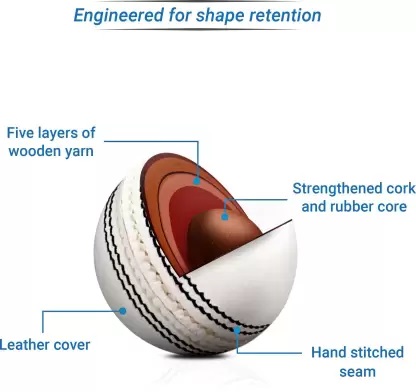 Engineered for shape retention
Five layers of
wooden yarn
Strengthened cork
and rubber core
Leather cover
Hand stitched
seam